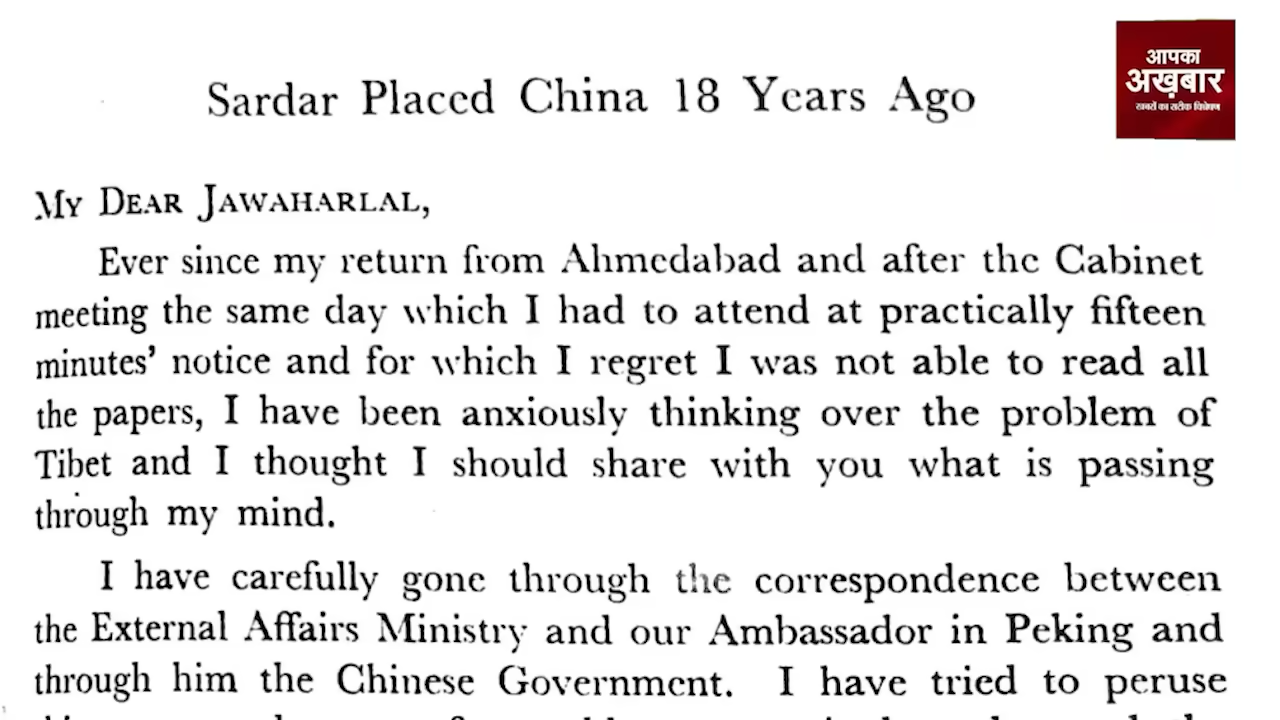 आपका
अख़बार
ख़बरों का सटीक विश्लेषण
Sardar Placed China 18 Years Ago
My Dear Jawaharlal,
Ever since my return from Ahmedabad and after the Cabinet
meeting the same day which I had to attend at practically fifteen
minutes' notice and for which I regret I was not able to read all
the papers, I have been anxiously thinking over the problem of
Tibet and I thought I should share with you what is passing
through my mind.
I have carefully gone through the correspondence between
the External Affairs Ministry and our Ambassador in Peking and
through him the Chinese Government. I have tried to peruse